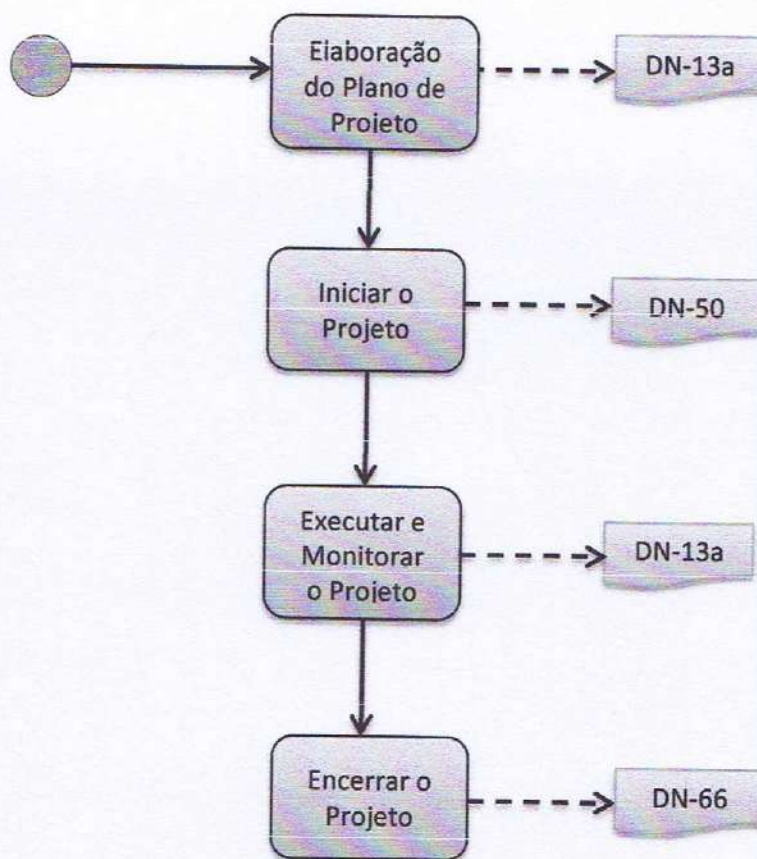 Elaboração
do Plano de
Projeto
DN-13a
Iniciar o
Projeto
DN-50
Executar e
Monitorar
o Projeto
DN-13a
Encerrar o
Projeto
DN-66